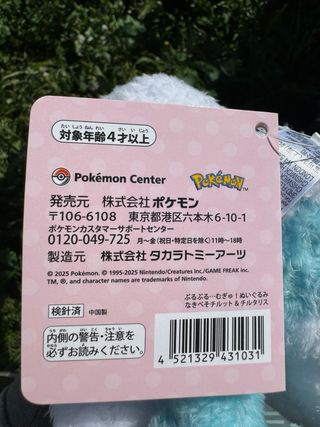 たいしょうねんれい さい いじょう
対象年齢4才以上
Pokémon Center
POKÉMON
発売元 株式会社ポケモン
〒106-6108 東京都港区六本木6-10-1
ポケモンカスタマーサポートセンター
0120-049-725 月～金(祝日・特定日を除く)11時～18時
製造元 株式会社タカラトミーアーツ
© 2025 Pokémon. © 1995-2025 Nintendo/Creatures Inc./GAME FREAK inc.
TM, ®, and character names are trademarks of Nintendo.
検針済 中国製
ぷるぷる…むぎゅ！ぬいぐるみ
なきべそチルット＆チルタリス
うちがわ けいこく ちゅうい
内側の警告・注意を
かなら よ
必ずお読みください。
4 521329 431031